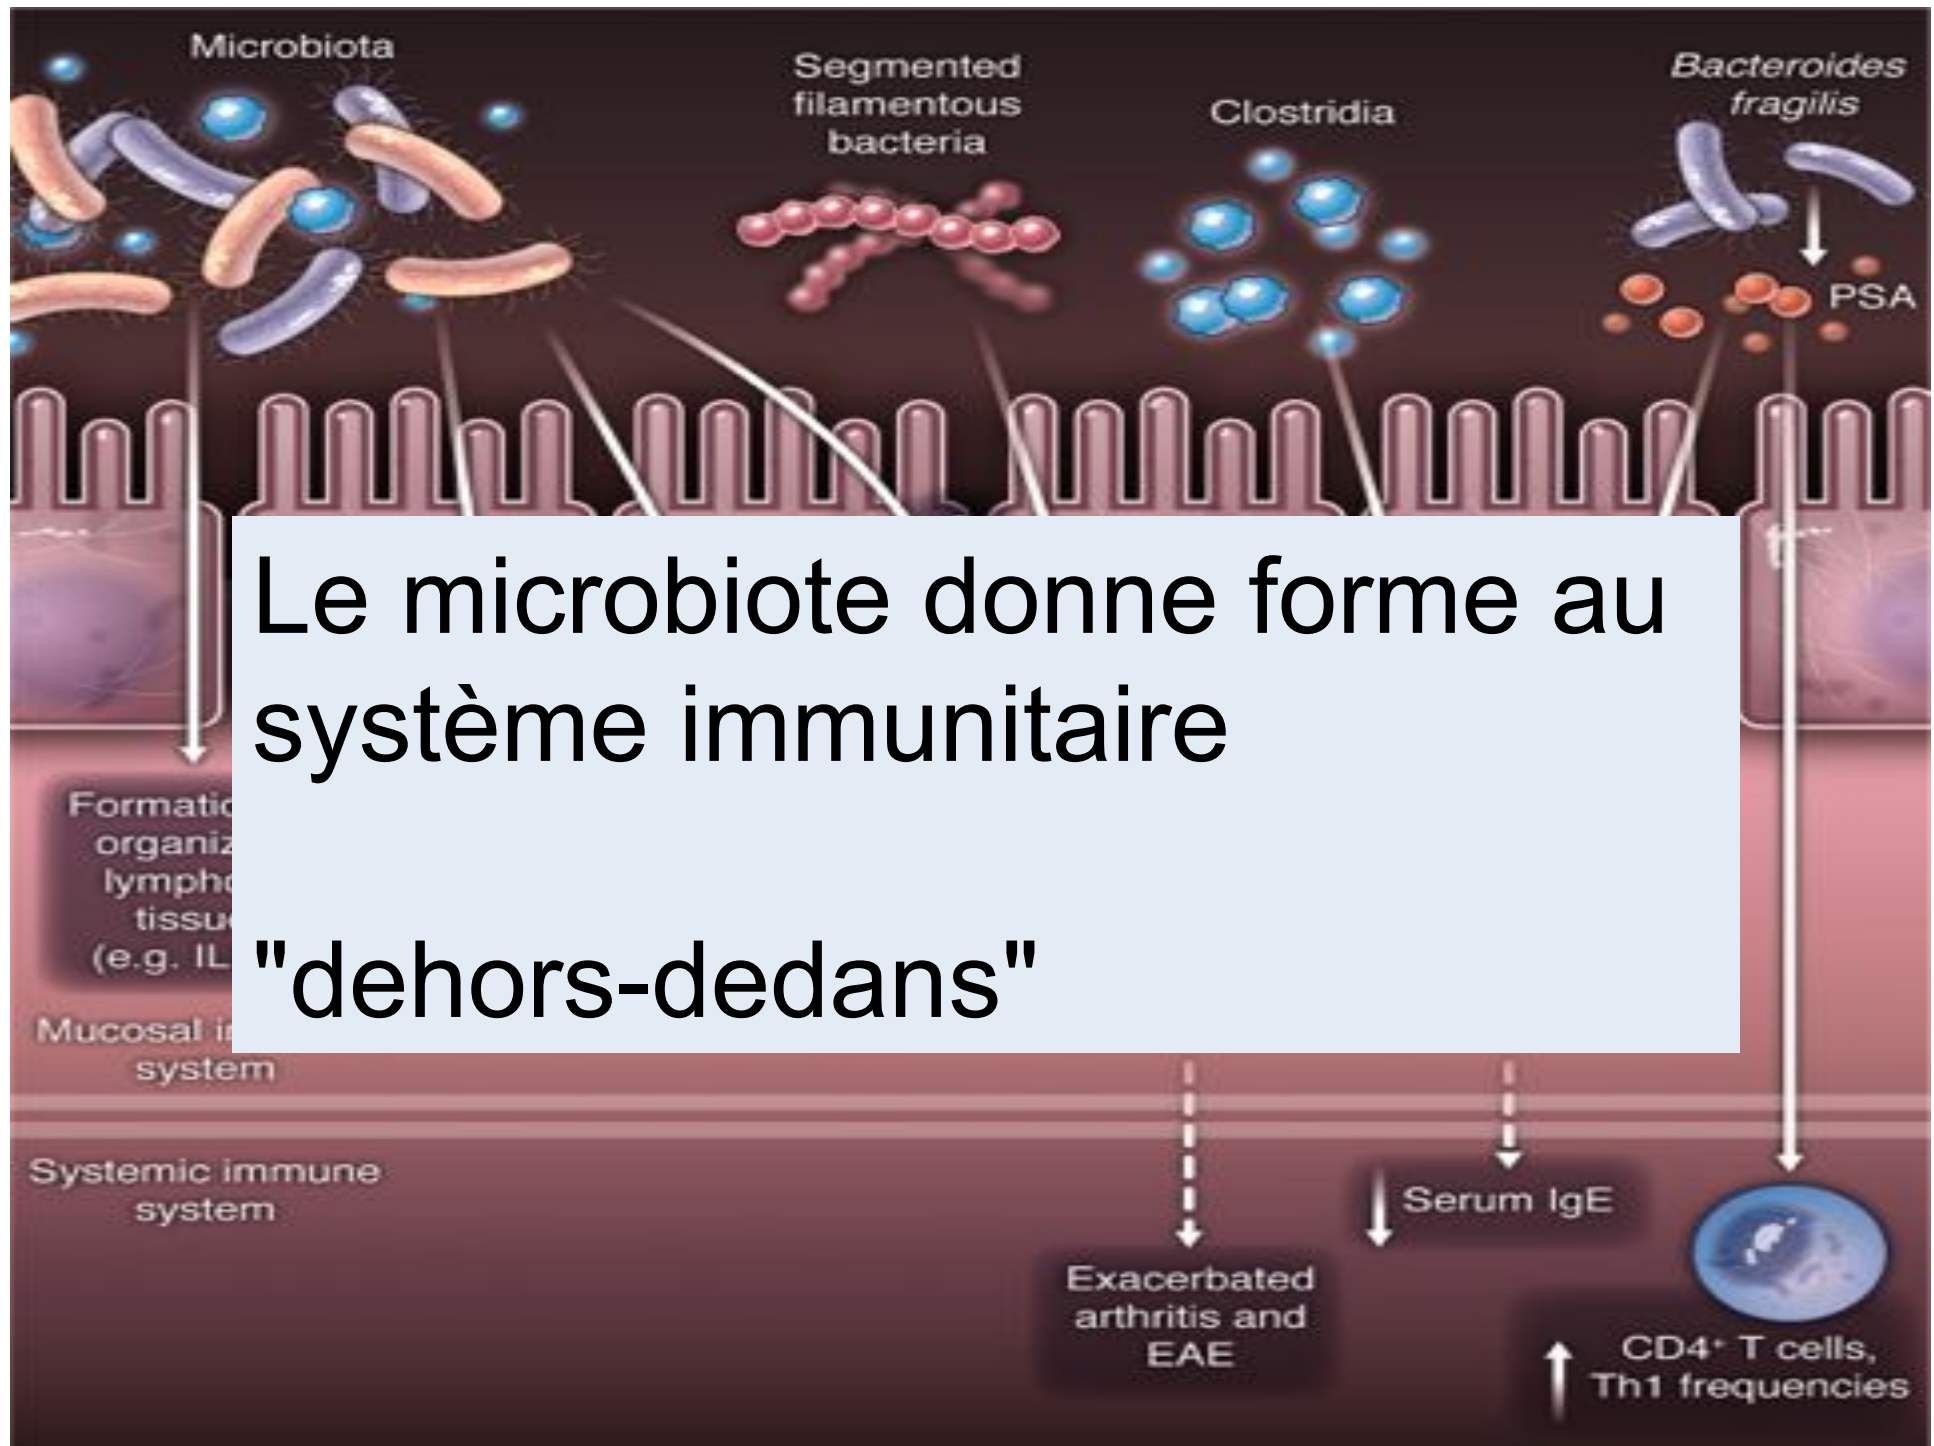 Microbiota
Segmented
filamentous
bacteria
Clostridia
Bacteroides
fragilis
PSA
Le microbiote donne forme au
système immunitaire
"dehors-dedans"
(e.g.
Mucosal
system
Systemic immune
system
Serum IgE
Exacerbated
arthritis and
EAE
CD4⁺ T cells,
Th1 frequencies